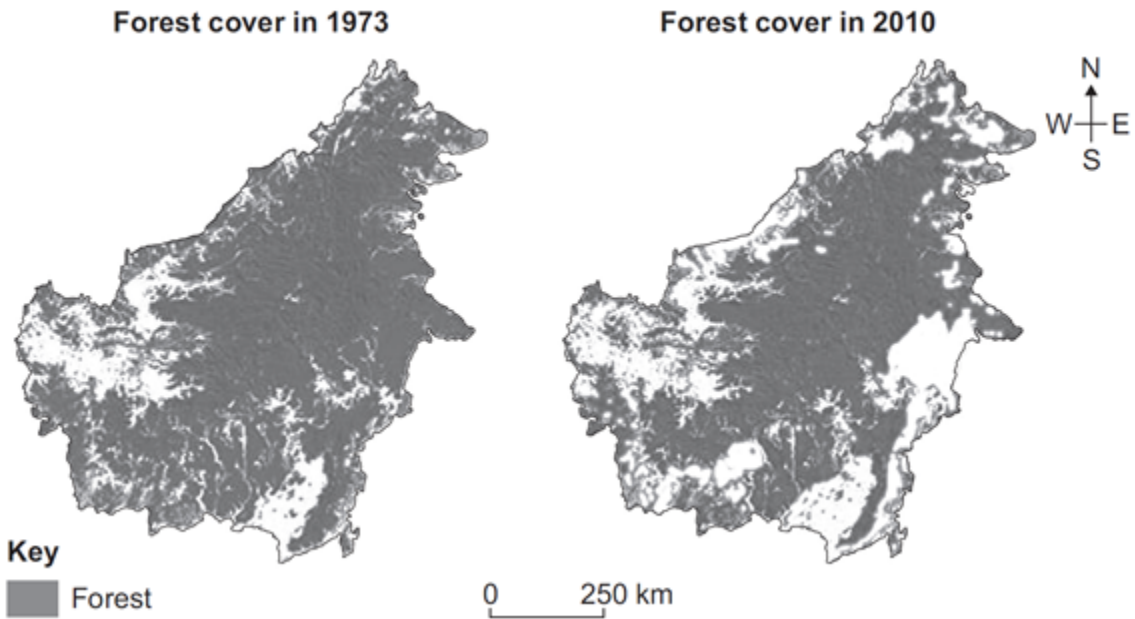 Forest cover in 1973
Forest cover in 2010
N
W E
S
Key
Forest
0 250 km